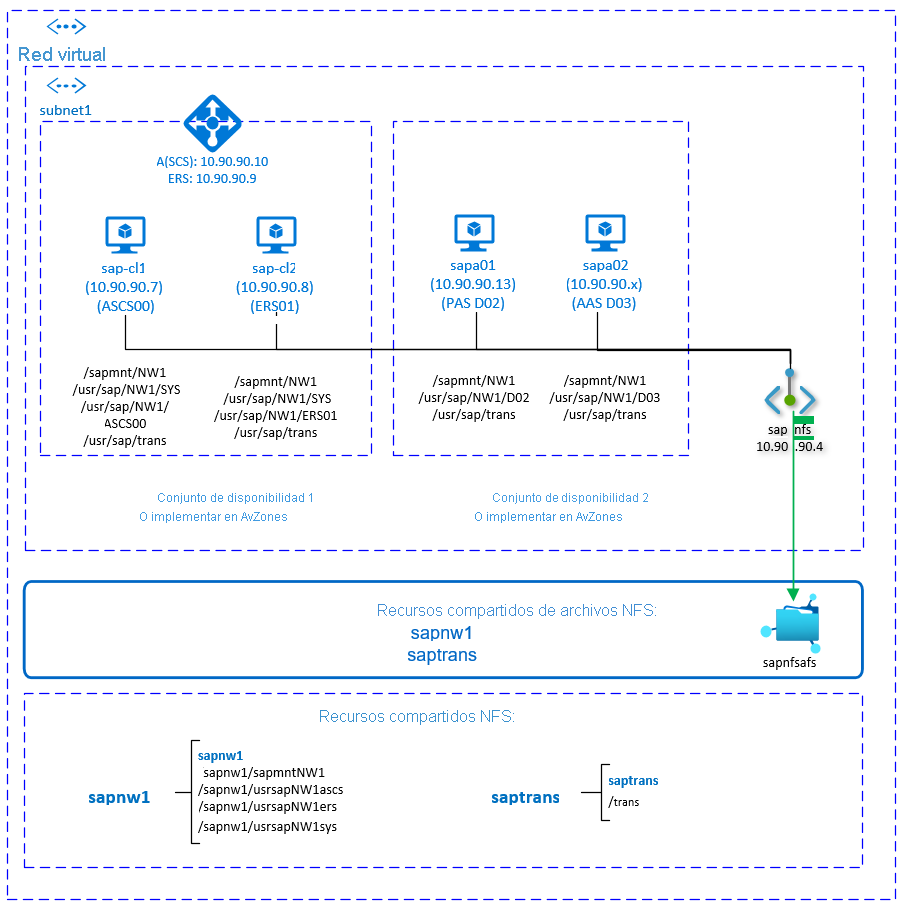 Red virtual
subnet1
A(SCS): 10.90.90.10
ERS: 10.90.90.9
sap-cl1
(10.90.90.7)
(ASCS00)
sap-cl2
(10.90.90.8)
(ERS01)
sapa01
(10.90.90.13)
(PAS D02)
sapa02
(10.90.90.x)
(AAS D03)
/sapmnt/NW1
/usr/sap/NW1/SYS
/usr/sap/NW1/
ASCS00
/usr/sap/trans
/sapmnt/NW1
/usr/sap/NW1/SYS
/usr/sap/NW1/ERS01
/usr/sap/trans
/sapmnt/NW1
/usr/sap/NW1/D02
/usr/sap/trans
/sapmnt/NW1
/usr/sap/NW1/D03
/usr/sap/trans
sap nfs
10.90 .90.4
Conjunto de disponibilidad 1
O implementar en AvZones
Conjunto de disponibilidad 2
O implementar en AvZones
Recursos compartidos de archivos NFS:
sapnw1
saptrans
sapnfsafs
Recursos compartidos NFS:
sapnw1
sapnw1
sapnw1/sapmntNW1
/sapnw1/usrsapNW1ascs
/sapnw1/usrsapNW1ers
/sapnw1/usrsapNW1sys
saptrans
saptrans
/trans